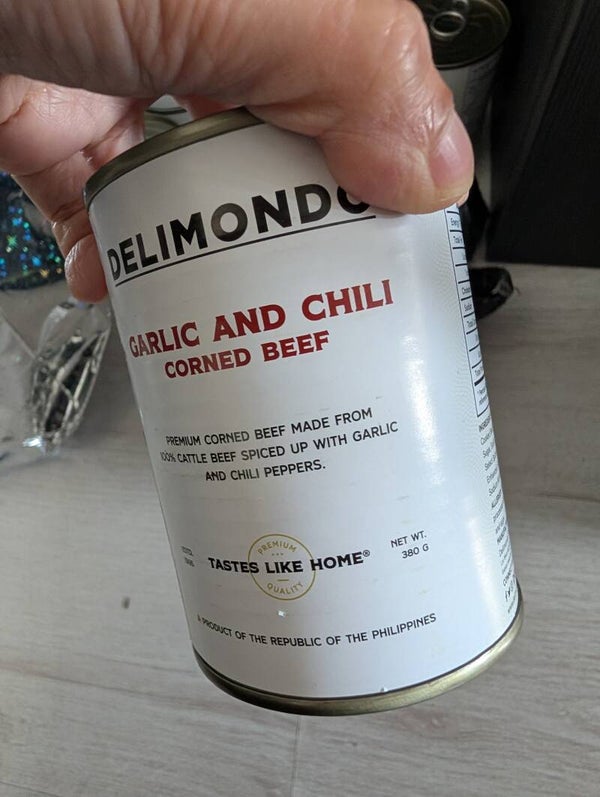 DELIMONDO
GARLIC AND CHILI
CORNED BEEF
PREMIUM CORNED BEEF MADE FROM
100% CATTLE BEEF SPICED UP WITH GARLIC
AND CHILI PEPPERS.
PREMIUM
TASTES LIKE HOME®
QUALITY
NET WT.
380 G
A PRODUCT OF THE REPUBLIC OF THE PHILIPPINES